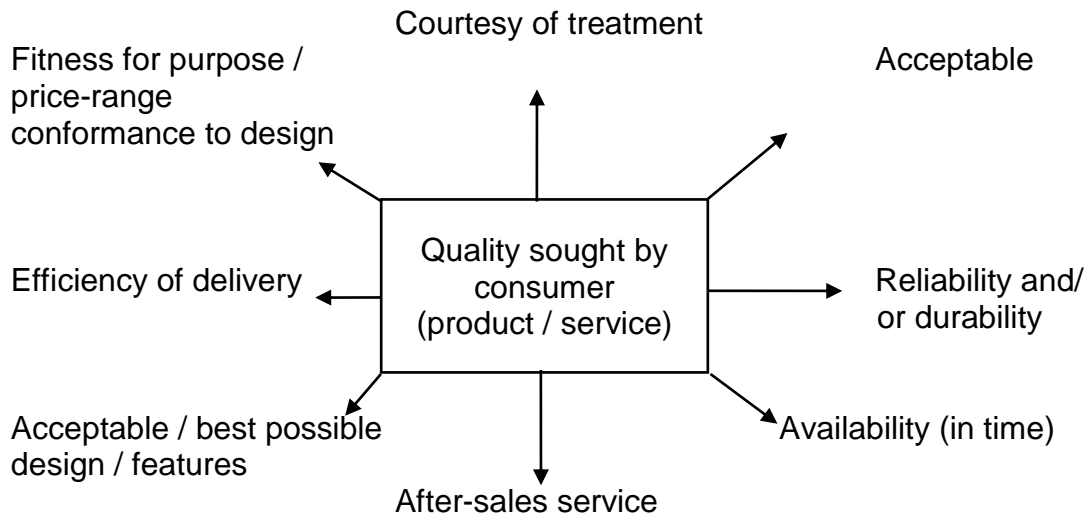 Courtesy of treatment
Fitness for purpose /
price-range
conformance to design
Acceptable
Quality sought by
consumer
(product / service)
Efficiency of delivery
Reliability and/
or durability
Acceptable / best possible
design / features
Availability (in time)
After-sales service